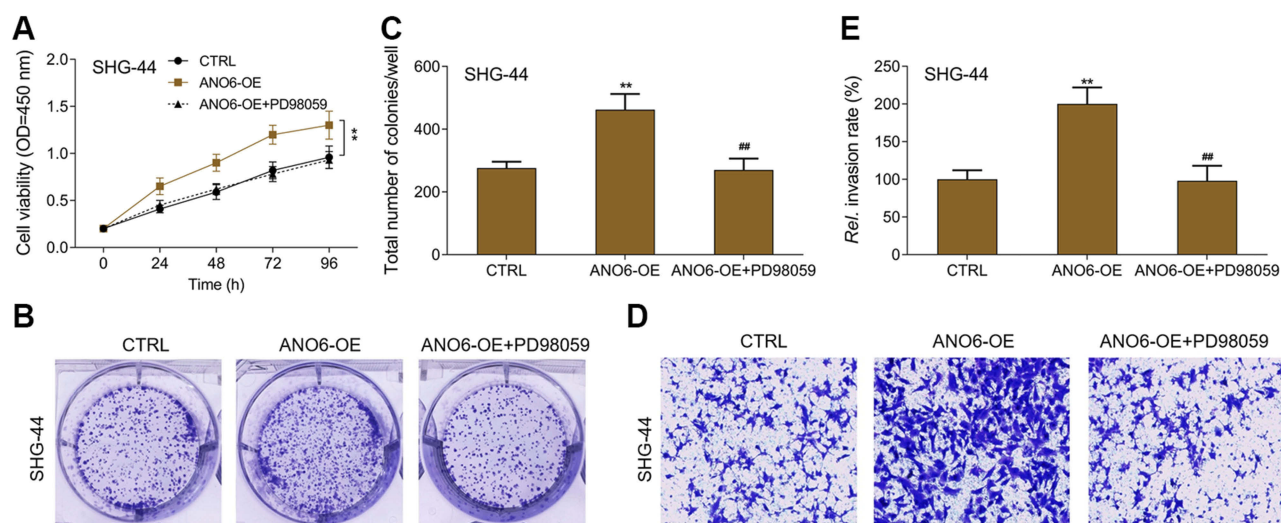 A
SHG-44
CTRL
ANO6-OE
ANO6-OE+PD98059
Cell viability (OD=450 nm)
2.0
1.5
1.0
0.5
0.0
**
0 24 48 72 96
Time (h)
C
SHG-44
Total number of colonies/well
600
400
200
0
**
##
CTRL ANO6-OE ANO6-OE+PD98059
E
SHG-44
Rel. invasion rate (%)
250
200
150
100
50
0
**
##
CTRL ANO6-OE ANO6-OE+PD98059
B
CTRL ANO6-OE ANO6-OE+PD98059
SHG-44
D
CTRL ANO6-OE ANO6-OE+PD98059
SHG-44